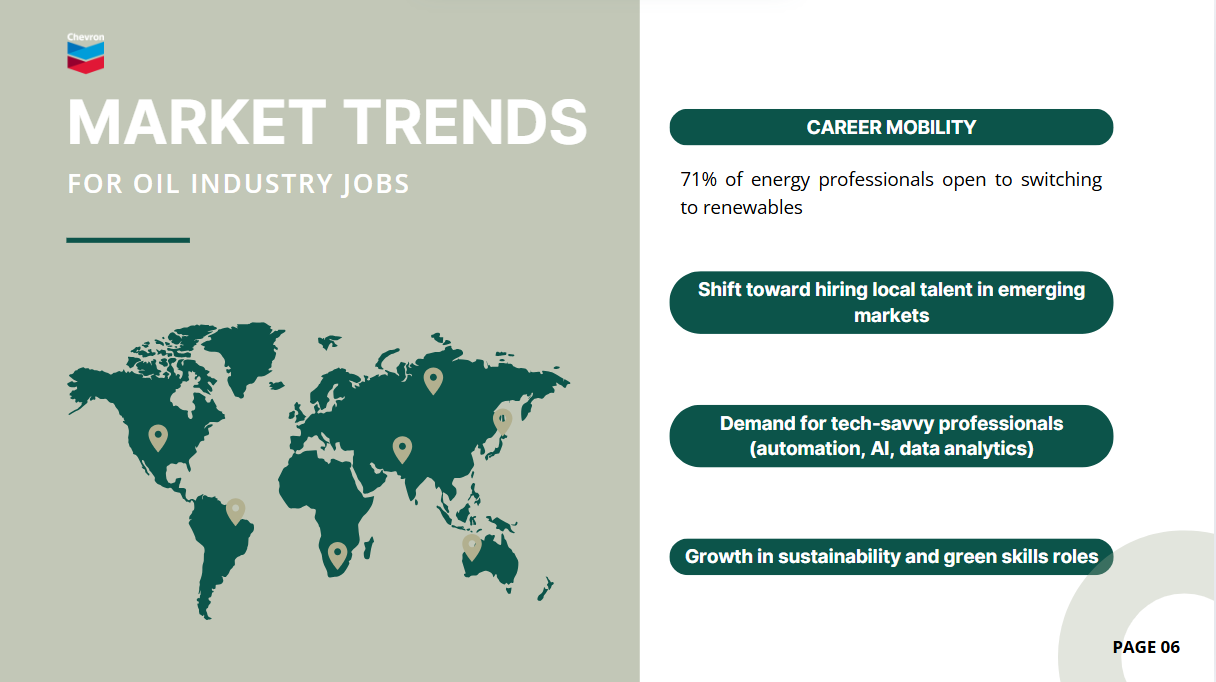 Chevron
MARKET TRENDS
FOR OIL INDUSTRY JOBS
CAREER MOBILITY
71% of energy professionals open to switching
to renewables
Shift toward hiring local talent in emerging
markets
Demand for tech-savvy professionals
(automation, AI, data analytics)
Growth in sustainability and green skills roles
PAGE 06